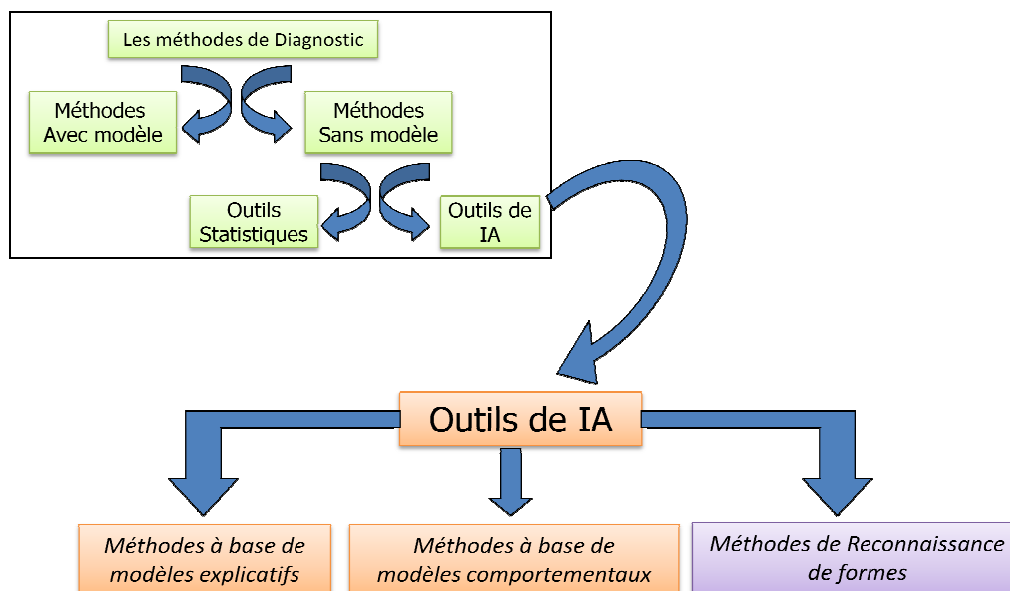 Les méthodes de Diagnostic
Méthodes
Avec modèle
Méthodes
Sans modèle
Outils
Statistiques
Outils de
IA
Outils de IA
Méthodes à base de
modèles explicatifs
Méthodes à base de
modèles comportementaux
Méthodes de Reconnaissance
de formes